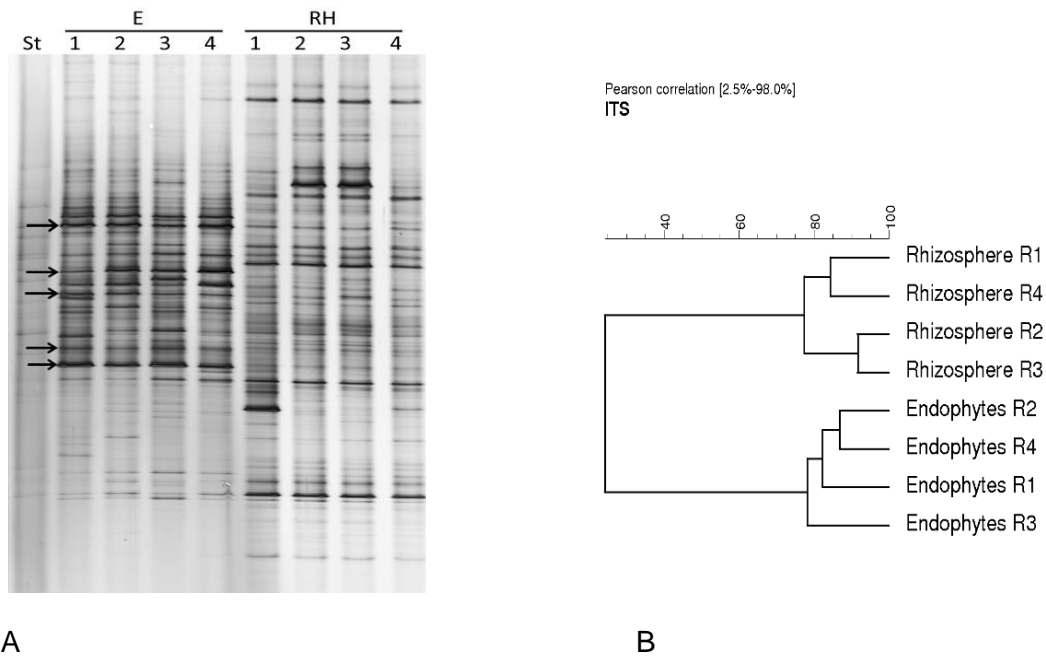 E RH
St 1 2 3 4 1 2 3 4
Pearson correlation [2.5%-98.0%]
ITS
40 60 80 100
Rhizosphere R1
Rhizosphere R4
Rhizosphere R2
Rhizosphere R3
Endophytes R2
Endophytes R4
Endophytes R1
Endophytes R3
A B